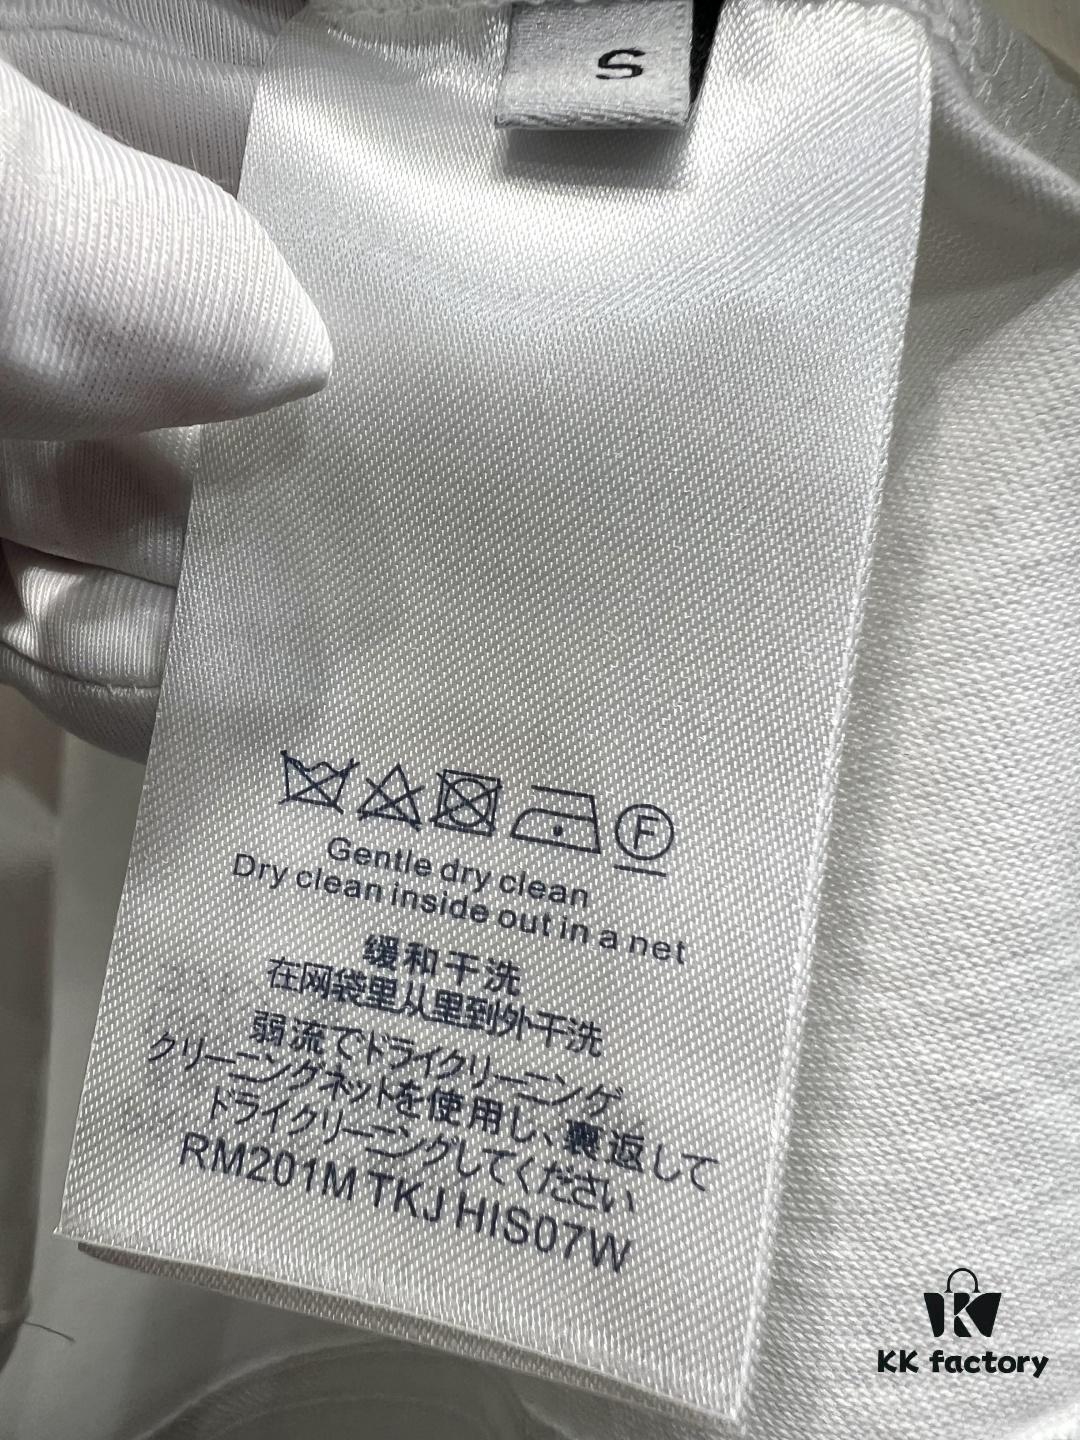 S
F
Gentle dry clean
Dry clean inside out in a net
缓和干洗
在网袋里从里到外干洗
弱流でドライクリーニング
クリーニングネットを使用し、裏返して
ドライクリーニングしてください
RM201M TKJ HIS07W
KK factory